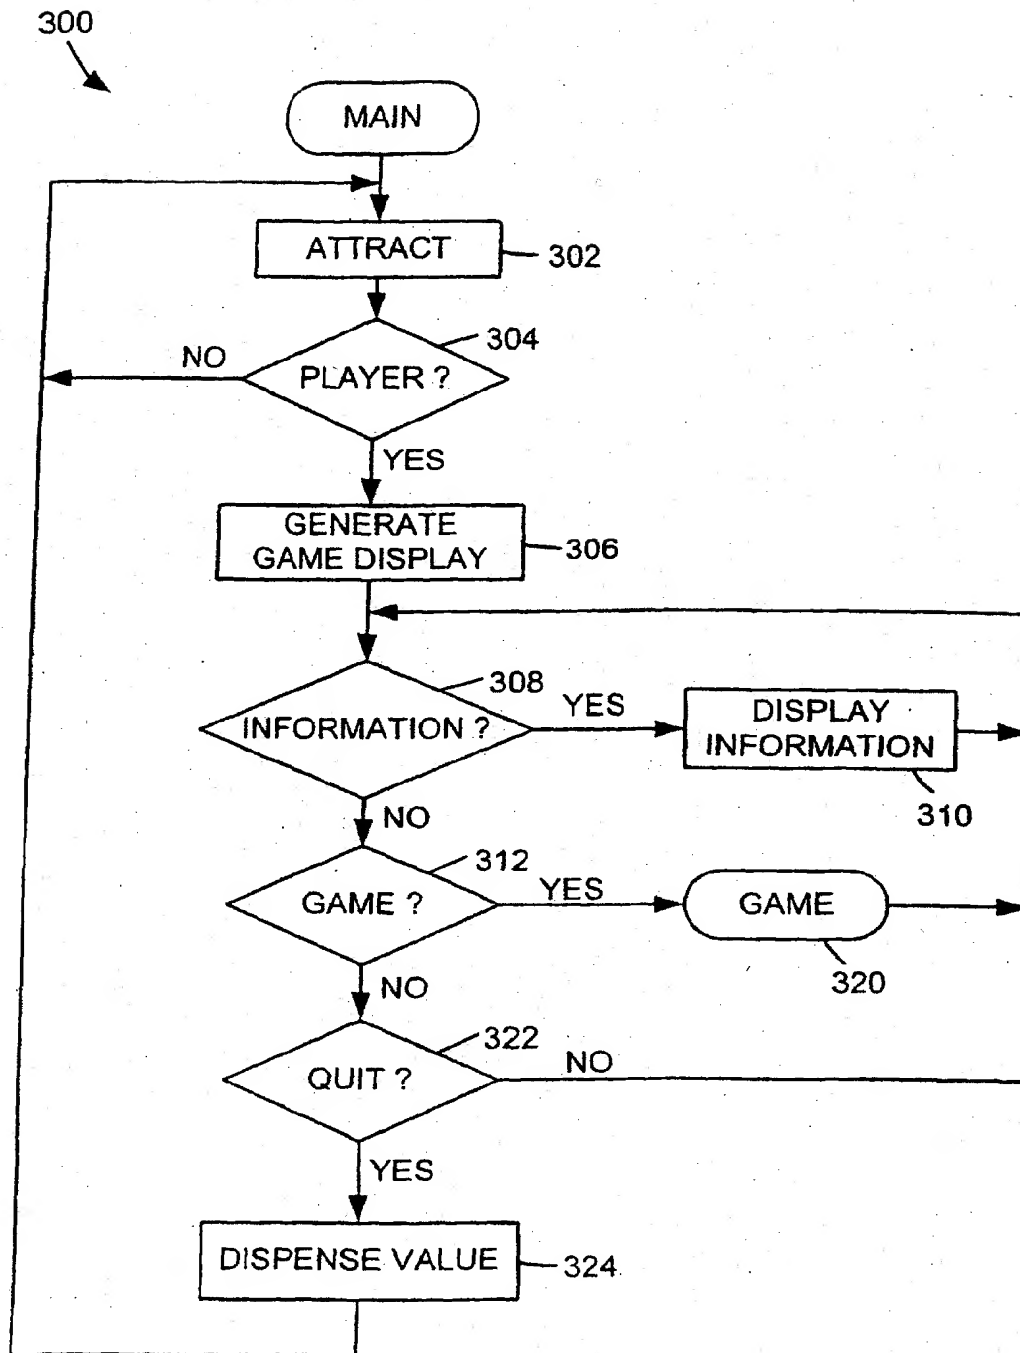 300
MAIN
ATTRACT
302
304
NO
PLAYER ?
YES
GENERATE
GAME DISPLAY
306
308
INFORMATION ?
YES
DISPLAY
INFORMATION
310
NO
312
GAME ?
YES
GAME
320
NO
322
QUIT ?
NO
YES
DISPENSE VALUE
324